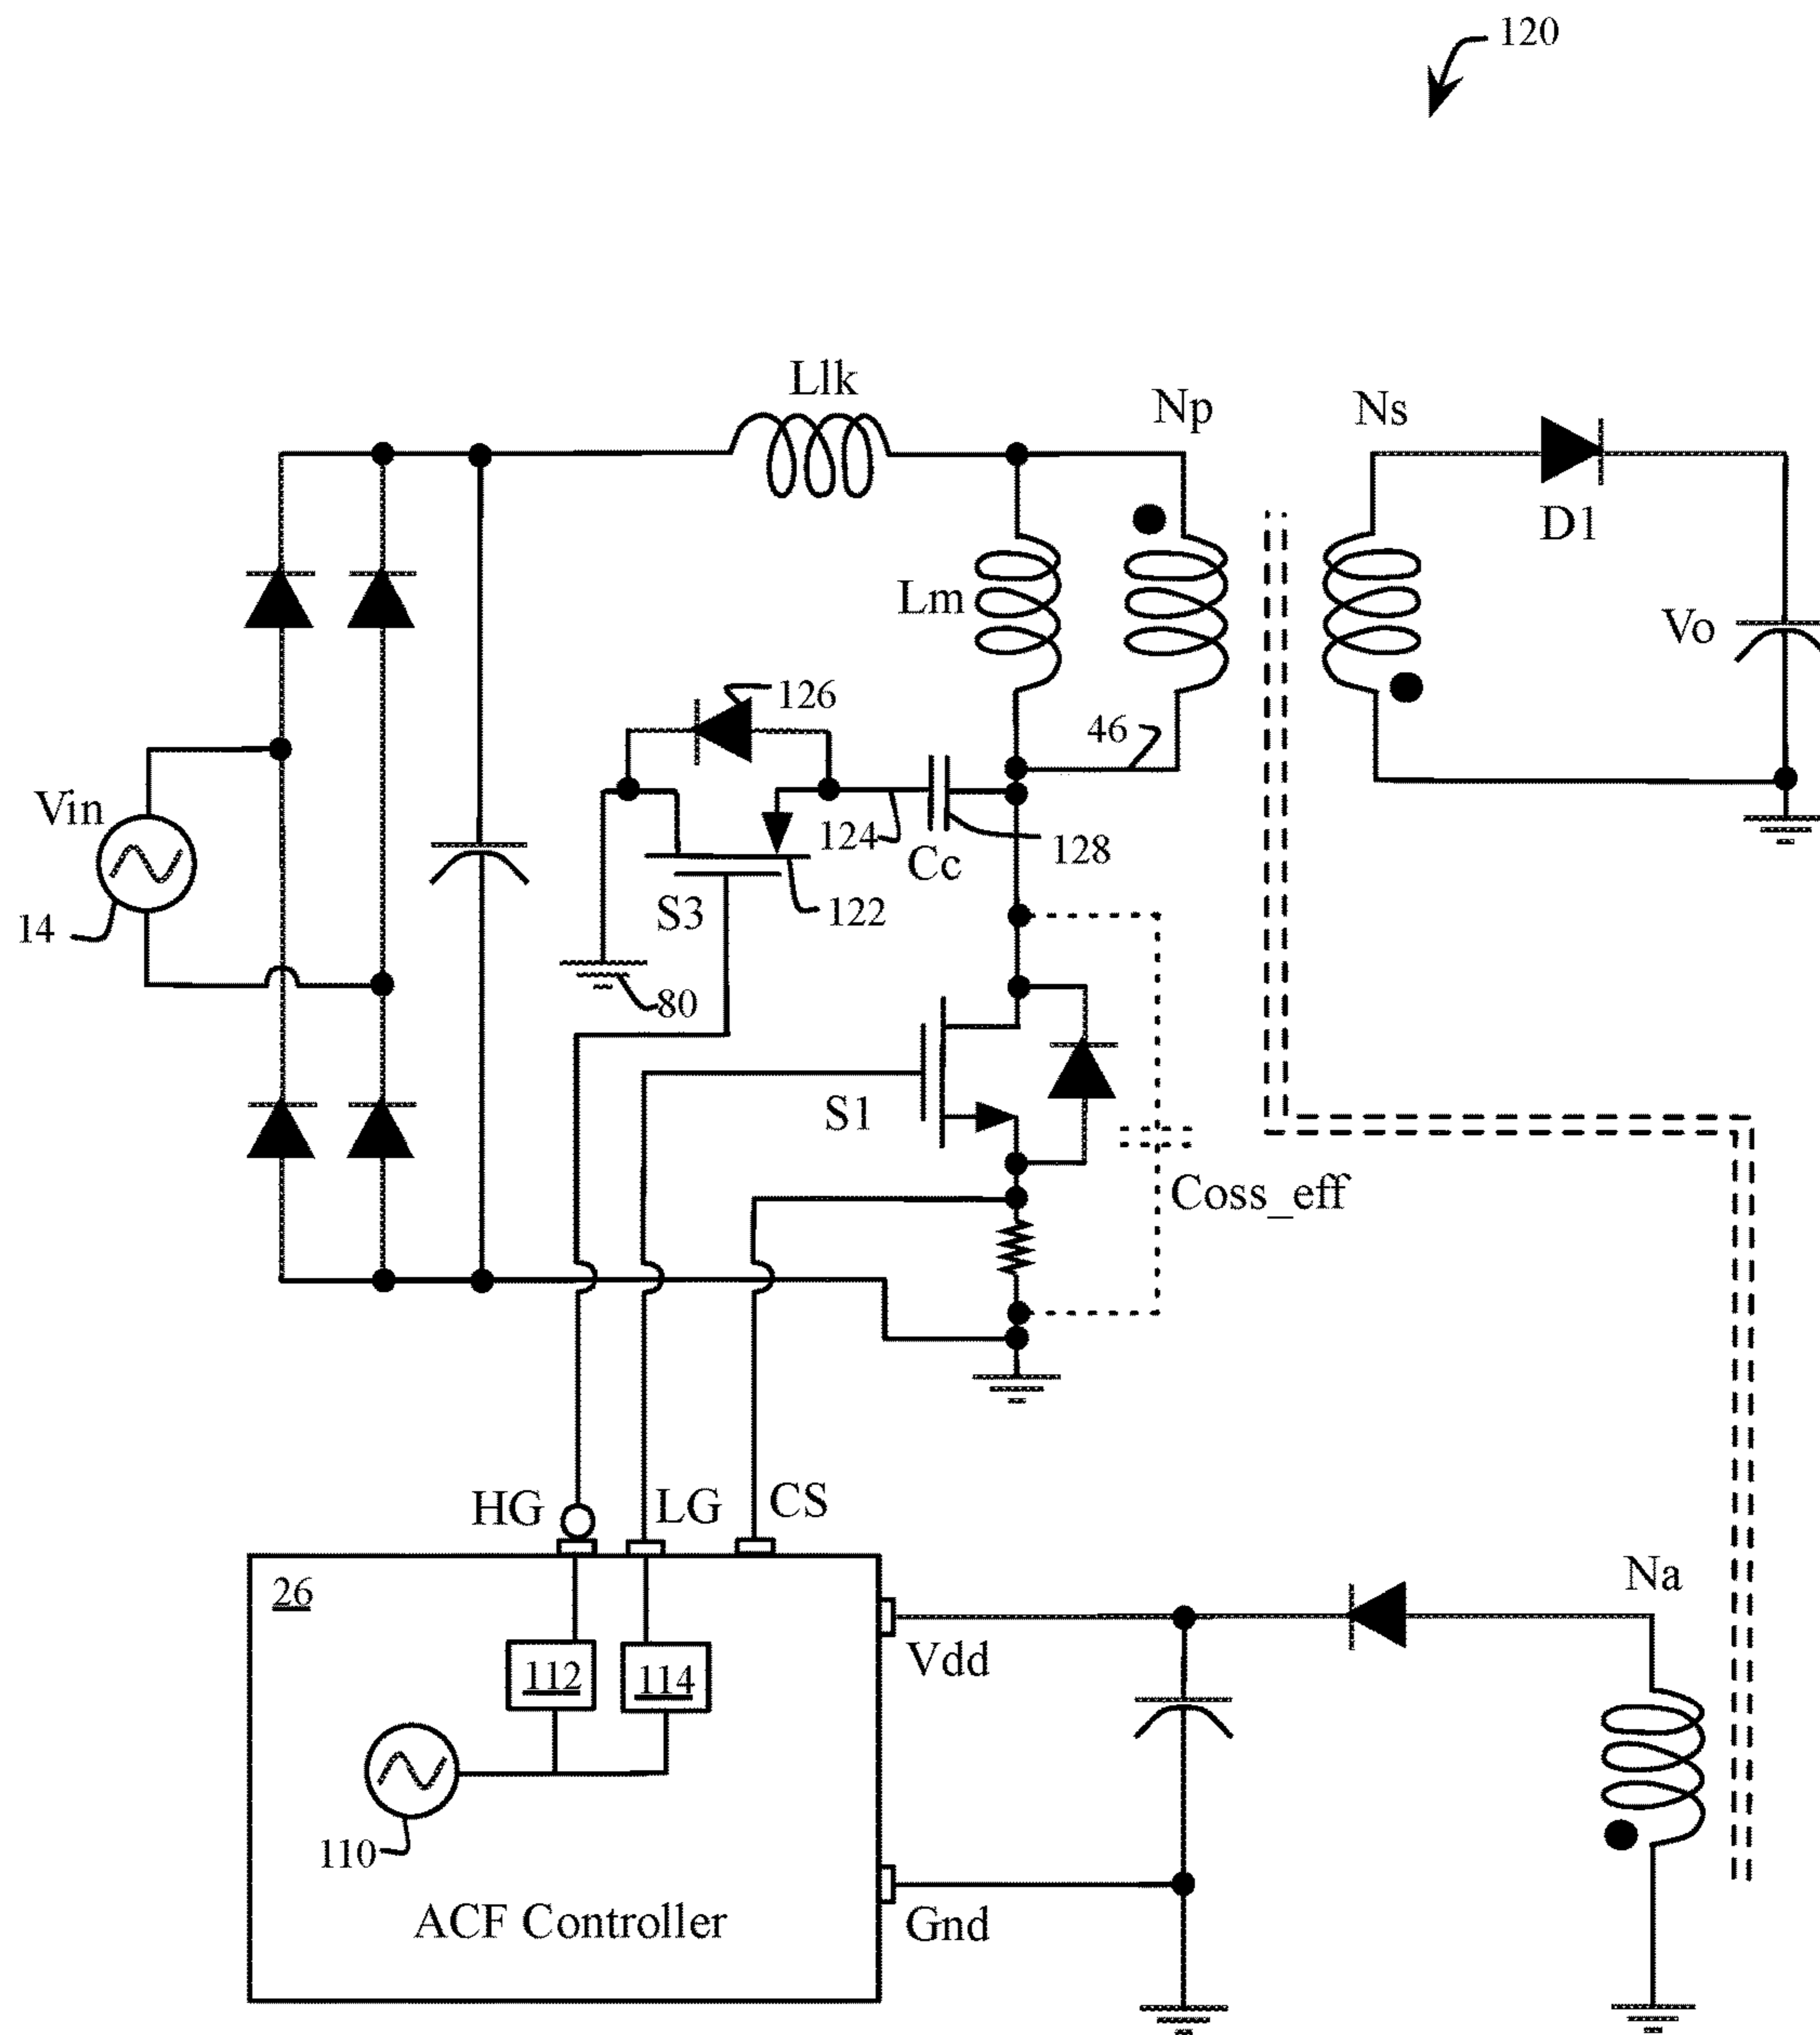 120
Llk
Np
Ns
D1
Lm
Vo
126
46
Vin
124
Cc
128
S3
122
14
80
S1
Coss_eff
HG
LG
CS
26
Na
112
114
Vdd
110
ACF Controller
Gnd